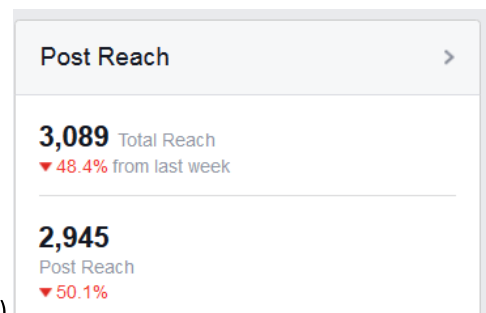 Post Reach
3,089 Total Reach
▼ 48.4% from last week
2,945
Post Reach
▼ 50.1%
)